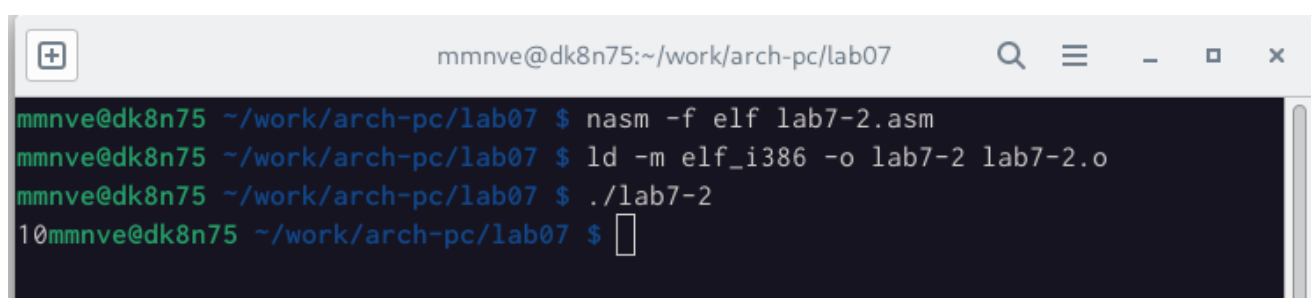 mmnve@dk8n75:~/work/arch-pc/lab07
mmnve@dk8n75 ~/work/arch-pc/lab07 $ nasm -f elf lab7-2.asm
mmnve@dk8n75 ~/work/arch-pc/lab07 $ ld -m elf_i386 -o lab7-2 lab7-2.o
mmnve@dk8n75 ~/work/arch-pc/lab07 $ ./lab7-2
10mmnve@dk8n75 ~/work/arch-pc/lab07 $